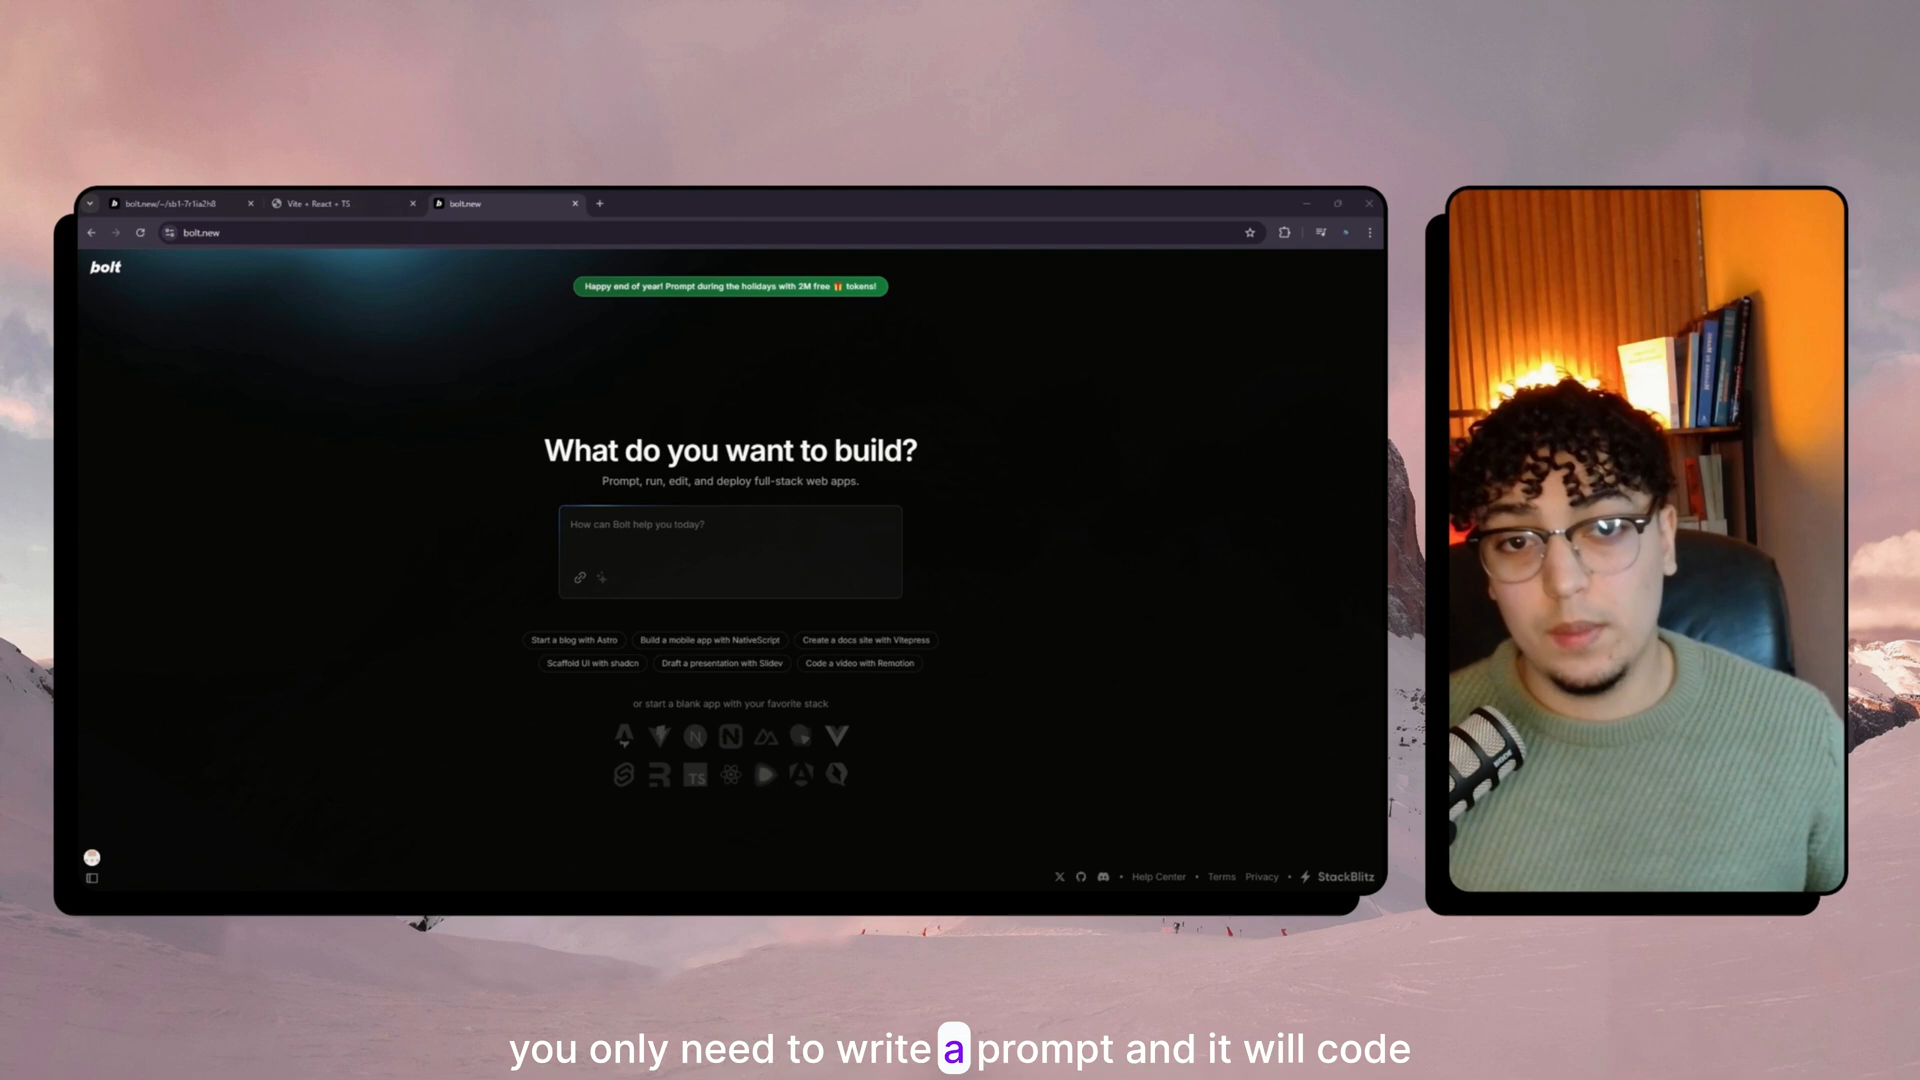 bolt.new/~/sb1-7r1ia2h8
Vite + React + TS
bolt.new
bolt.new
bolt
Happy end of year! Prompt during the holidays with 2M free 🎁 tokens!
What do you want to build?
Prompt, run, edit, and deploy full-stack web apps.
How can Bolt help you today?
Start a blog with Astro
Build a mobile app with NativeScript
Create a docs site with Vitepress
Scaffold UI with shadcn
Draft a presentation with Slidev
Code a video with Remotion
or start a blank app with your favorite stack
TS
Help Center • Terms Privacy • StackBlitz
you only need to write a prompt and it will code